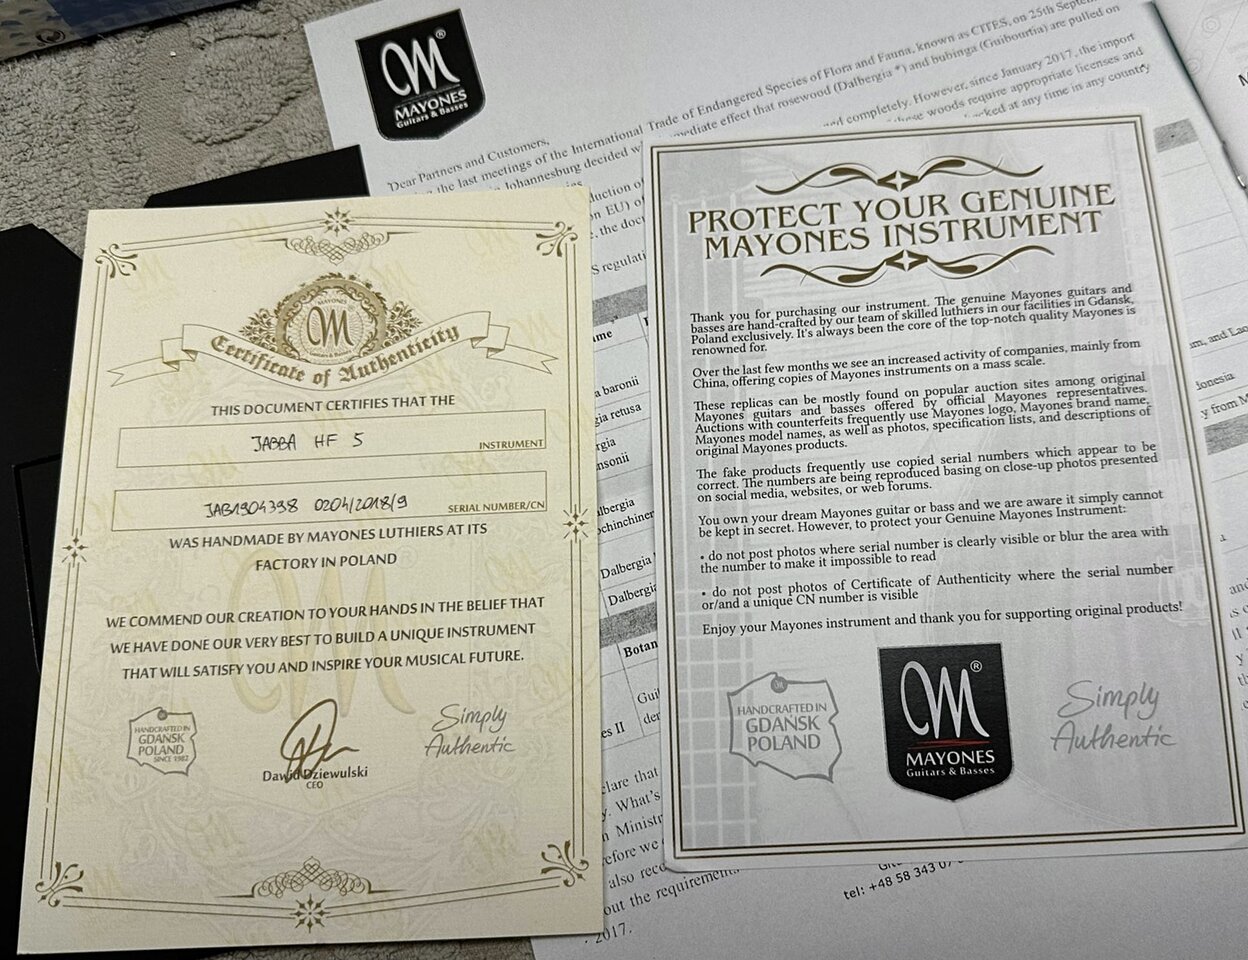 MAYONES
Guitars & Basses
Dear Partners and Customers,
the last meetings of the International Trade of Endangered Species of Flora and Fauna, known as CITES, on 25th
Johannesburg decided
effect that rosewood (Dalbergia *) and bubinga (Guibourtia) are pulled on
completely. However, since January 2017, the import
woods require appropriate licenses and
at any time in any country
MAYONES
Guitars & Basses
Certificate of Authenticity
THIS DOCUMENT CERTIFIES THAT THE
JABBA HF 5
INSTRUMENT
JAB1904398 0204/2018/9
SERIAL NUMBER/CN
WAS HANDMADE BY MAYONES LUTHIERS AT ITS
FACTORY IN POLAND
WE COMMEND OUR CREATION TO YOUR HANDS IN THE BELIEF THAT
WE HAVE DONE OUR VERY BEST TO BUILD A UNIQUE INSTRUMENT
THAT WILL SATISFY YOU AND INSPIRE YOUR MUSICAL FUTURE.
HANDCRAFTED IN
GDANSK
POLAND
SINCE 1982
Dawid Dziewulski
CEO
Simply
Authentic
PROTECT YOUR GENUINE
MAYONES INSTRUMENT
Thank you for purchasing our instrument. The genuine Mayones guitars and
basses are hand-crafted by our team of skilled luthiers in our facilities in Gdansk,
Poland exclusively. It's always been the core of the top-notch quality Mayones is
renowned for.
Over the last few months we see an increased activity of companies, mainly from
China, offering copies of Mayones instruments on a mass scale.
These replicas can be mostly found on popular auction sites among original
Mayones guitars and basses offered by official Mayones representatives.
Auctions with counterfeits frequently use Mayones logo, Mayones brand name,
Mayones model names, as well as photos, specification lists, and descriptions of
original Mayones products.
The fake products frequently use copied serial numbers which appear to be
correct. The numbers are being reproduced basing on close-up photos presented
on social media, websites, or web forums.
You own your dream Mayones guitar or bass and we are aware it simply cannot
be kept in secret. However, to protect your Genuine Mayones Instrument:
• do not post photos where serial number is clearly visible or blur the area with
the number to make it impossible to read
• do not post photos of Certificate of Authenticity where the serial number
or/and a unique CN number is visible
Enjoy your Mayones instrument and thank you for supporting original products!
HANDCRAFTED IN
GDANSK
POLAND
MAYONES
Guitars & Basses
Simply
Authentic
baronii
retusa
Dalbergia
Dalbergia
out the requirement
2017.
tel: +48 58 343 07